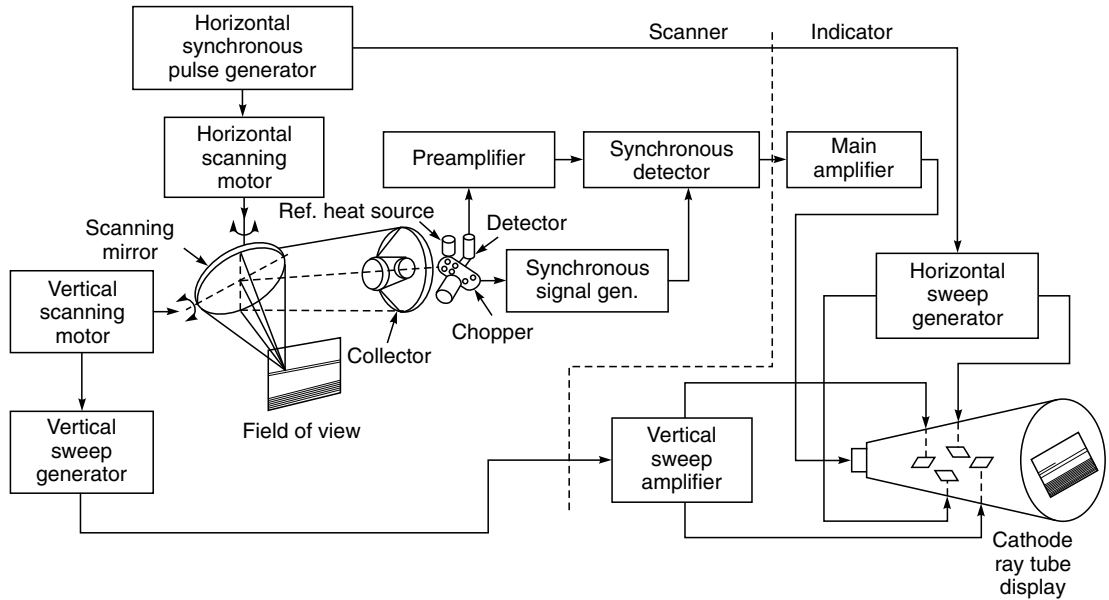 Horizontal
synchronous
pulse generator
Scanner
Indicator
Horizontal
scanning
motor
Preamplifier
Synchronous
detector
Main
amplifier
Ref. heat source
Detector
Scanning
mirror
Synchronous
signal gen.
Horizontal
sweep
generator
Vertical
scanning
motor
Chopper
Collector
Field of view
Vertical
sweep
generator
Vertical
sweep
amplifier
Cathode
ray tube
display